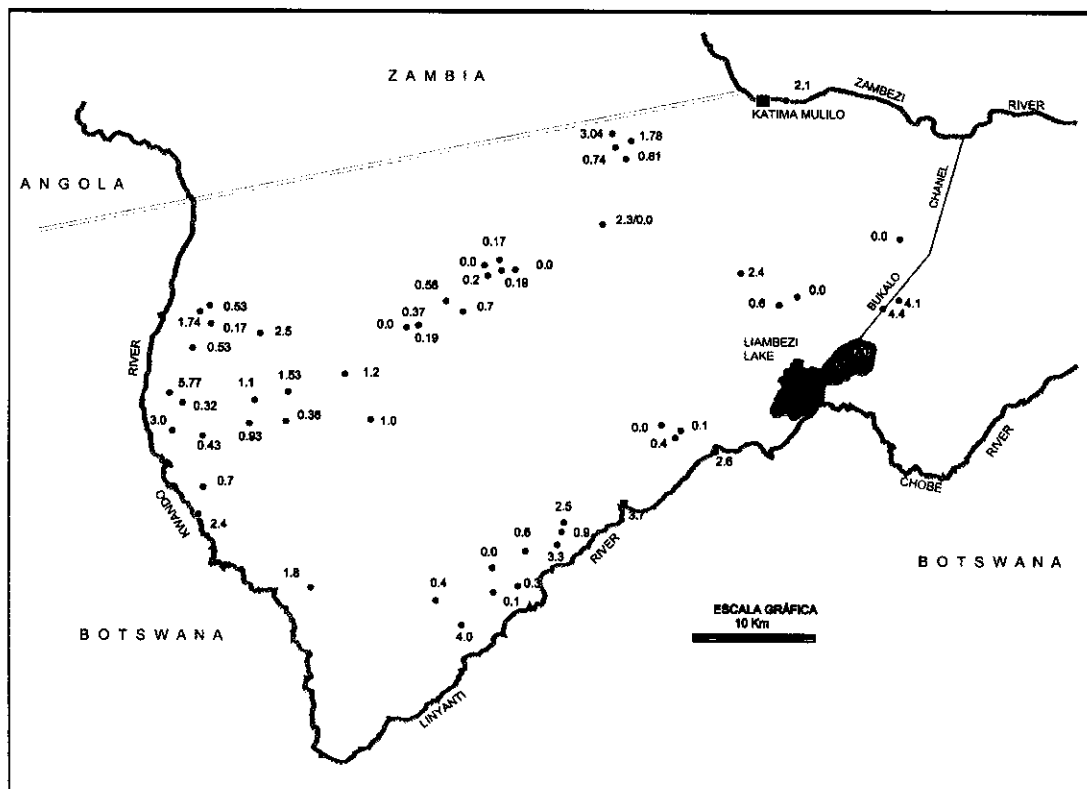 ZAMBIA
2.1
ZAMBEZI
RIVER
KATIMA MULILO
3.04
1.78
0.74
0.81
ANGOLA
CHANEL
2.3/0.0
0.0
0.17
0.0
0.0
0.2
0.19
2.4
0.56
0.6
0.0
BUKALO
4.1
4.4
0.53
0.37
0.7
1.74
0.17
2.5
0.0
0.19
0.53
RIVER
LIAMBEZI
LAKE
1.2
5.77
1.1
1.53
0.32
3.0
0.36
1.0
0.43
0.93
0.0
0.1
0.4
2.6
RIVER
CHOBE
0.7
KWANDO
2.4
2.5
3.7
0.9
0.6
3.3
RIVER
0.0
BOTSWANA
1.8
0.4
0.3
0.1
ESCALA GRÁFICA
10 Km
BOTSWANA
4.0
LINYANTI